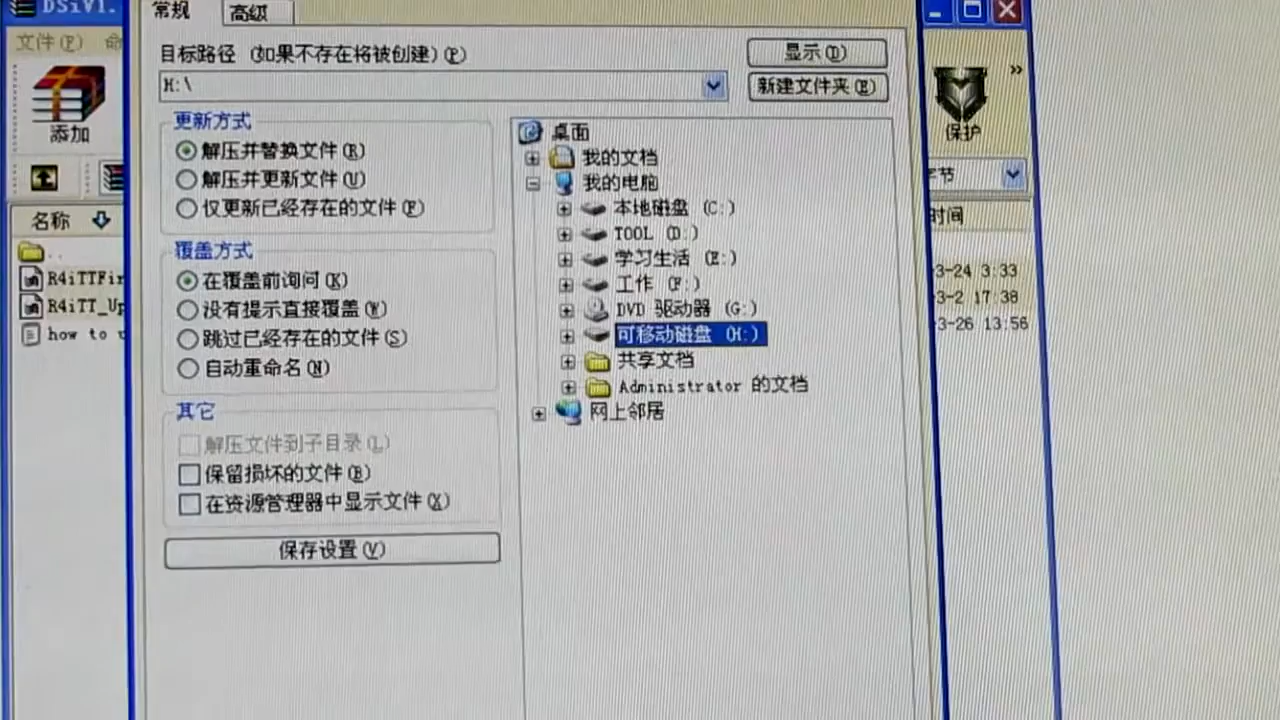 DSiV1.
文件(F) 命
添加
名称
..
R4iTTFir
R4iTT_Up
how to u
常规
高级
目标路径 (如果不存在将被创建)(P)
H:\
显示(D)
新建文件夹(E)
更新方式
解压并替换文件(R)
解压并更新文件(U)
仅更新已经存在的文件(F)
覆盖方式
在覆盖前询问(K)
没有提示直接覆盖(W)
跳过已经存在的文件(S)
自动重命名(N)
其它
解压文件到子目录(L)
保留损坏的文件(B)
在资源管理器中显示文件(X)
保存设置(V)
桌面
我的文档
我的电脑
本地磁盘 (C:)
TOOL (D:)
学习生活 (E:)
工作 (F:)
DVD 驱动器 (G:)
可移动磁盘 (H:)
共享文档
Administrator 的文档
网上邻居
»
保护
字节
时间
3-24 3:33
3-2 17:38
3-26 13:56